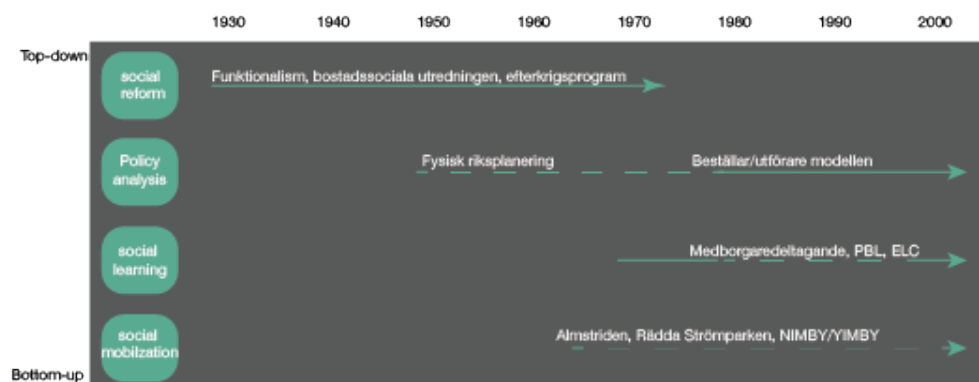 1930 1940 1950 1960 1970 1980 1990 2000
Top-down
social
reform
Funktionalism, bostadssociala utredningen, efterkrigsprogram
Policy
analysis
Fysisk riksplanering
Beställar/utförare modellen
social
learning
Medborgaredeltagande, PBL, ELC
social
mobilzation
Almstriden, Rädda Strömparken, NIMBY/YIMBY
Bottom-up